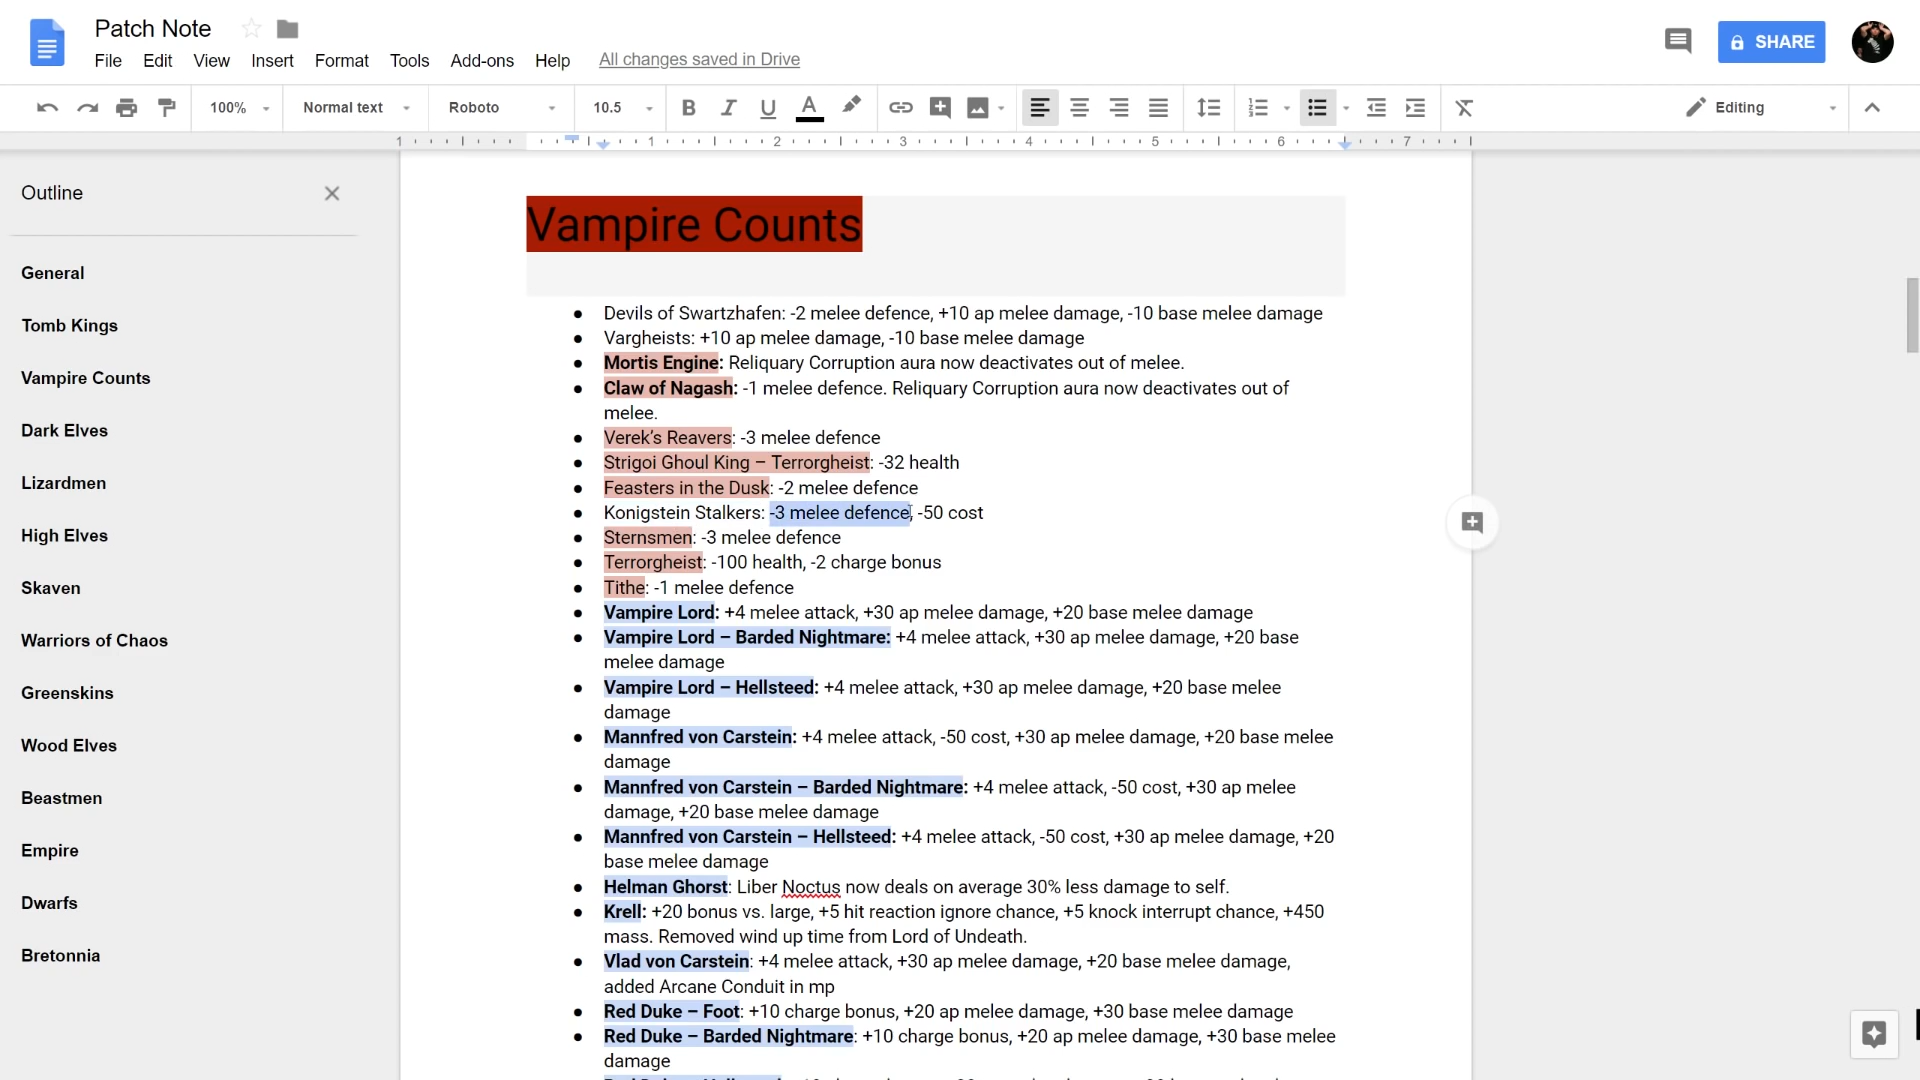 Patch Note
File Edit View Insert Format Tools Add-ons Help All changes saved in Drive
SHARE
100% Normal text Roboto 10.5 B I U A Editing
1 1 2 3 4 5 6 7
Outline
General
Tomb Kings
Vampire Counts
Dark Elves
Lizardmen
High Elves
Skaven
Warriors of Chaos
Greenskins
Wood Elves
Beastmen
Empire
Dwarfs
Bretonnia
Vampire Counts
● Devils of Swartzhafen: -2 melee defence, +10 ap melee damage, -10 base melee damage
● Vargheists: +10 ap melee damage, -10 base melee damage
● Mortis Engine: Reliquary Corruption aura now deactivates out of melee.
● Claw of Nagash: -1 melee defence. Reliquary Corruption aura now deactivates out of
melee.
● Verek’s Reavers: -3 melee defence
● Strigoi Ghoul King – Terrorgheist: -32 health
● Feasters in the Dusk: -2 melee defence
● Konigstein Stalkers: -3 melee defence, -50 cost
● Sternsmen: -3 melee defence
● Terrorgheist: -100 health, -2 charge bonus
● Tithe: -1 melee defence
● Vampire Lord: +4 melee attack, +30 ap melee damage, +20 base melee damage
● Vampire Lord – Barded Nightmare: +4 melee attack, +30 ap melee damage, +20 base
melee damage
● Vampire Lord – Hellsteed: +4 melee attack, +30 ap melee damage, +20 base melee
damage
● Mannfred von Carstein: +4 melee attack, -50 cost, +30 ap melee damage, +20 base melee
damage
● Mannfred von Carstein – Barded Nightmare: +4 melee attack, -50 cost, +30 ap melee
damage, +20 base melee damage
● Mannfred von Carstein – Hellsteed: +4 melee attack, -50 cost, +30 ap melee damage, +20
base melee damage
● Helman Ghorst: Liber Noctus now deals on average 30% less damage to self.
● Krell: +20 bonus vs. large, +5 hit reaction ignore chance, +5 knock interrupt chance, +450
mass. Removed wind up time from Lord of Undeath.
● Vlad von Carstein: +4 melee attack, +30 ap melee damage, +20 base melee damage,
added Arcane Conduit in mp
● Red Duke – Foot: +10 charge bonus, +20 ap melee damage, +30 base melee damage
● Red Duke – Barded Nightmare: +10 charge bonus, +20 ap melee damage, +30 base melee
damage